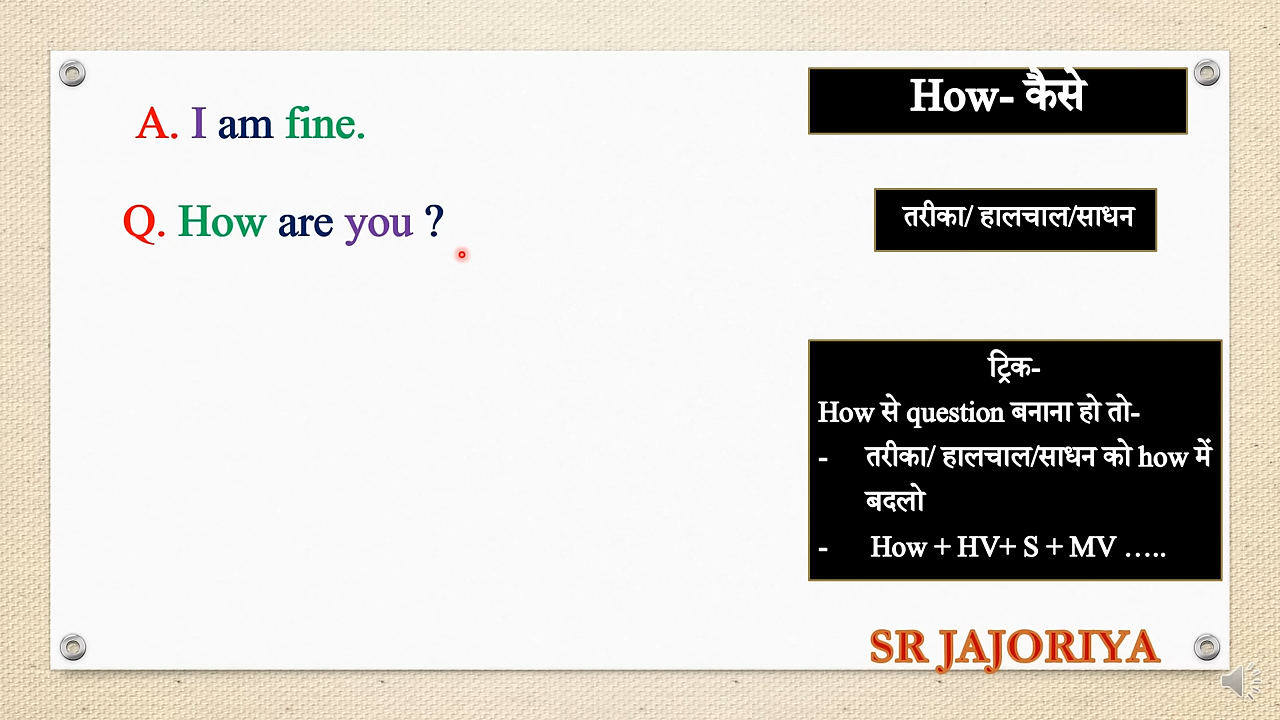 A. I am fine.
Q. How are you ?
How- कैसे
तरीका/ हालचाल/साधन
ट्रिक-
How से question बनाना हो तो-
- तरीका/ हालचाल/साधन को how में
बदलो
- How + HV+ S + MV …..
SR JAJORIYA